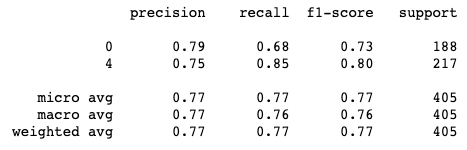 precision recall f1-score support
0 0.79 0.68 0.73 188
4 0.75 0.85 0.80 217
micro avg 0.77 0.77 0.77 405
macro avg 0.77 0.76 0.76 405
weighted avg 0.77 0.77 0.77 405